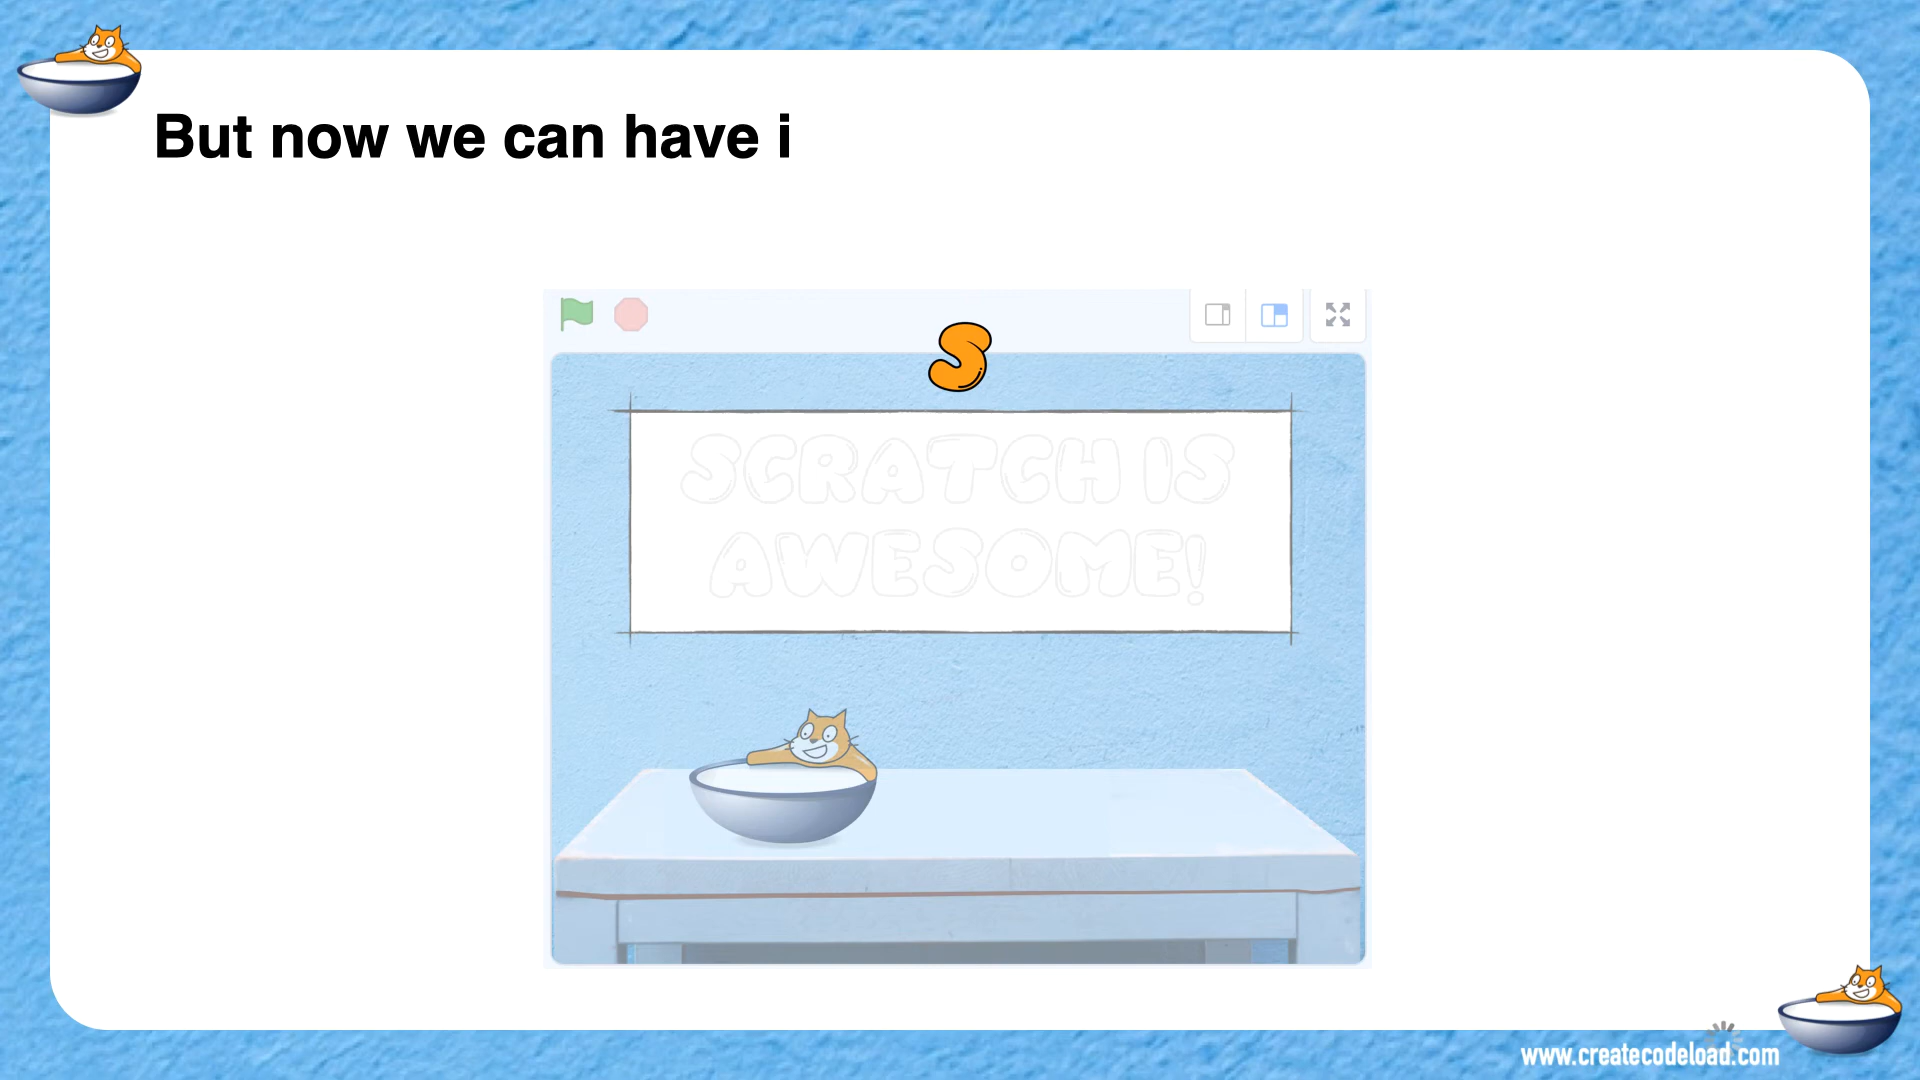 But now we can have i
S
SCRATCH IS
AWESOME!
www.createcodeload.com